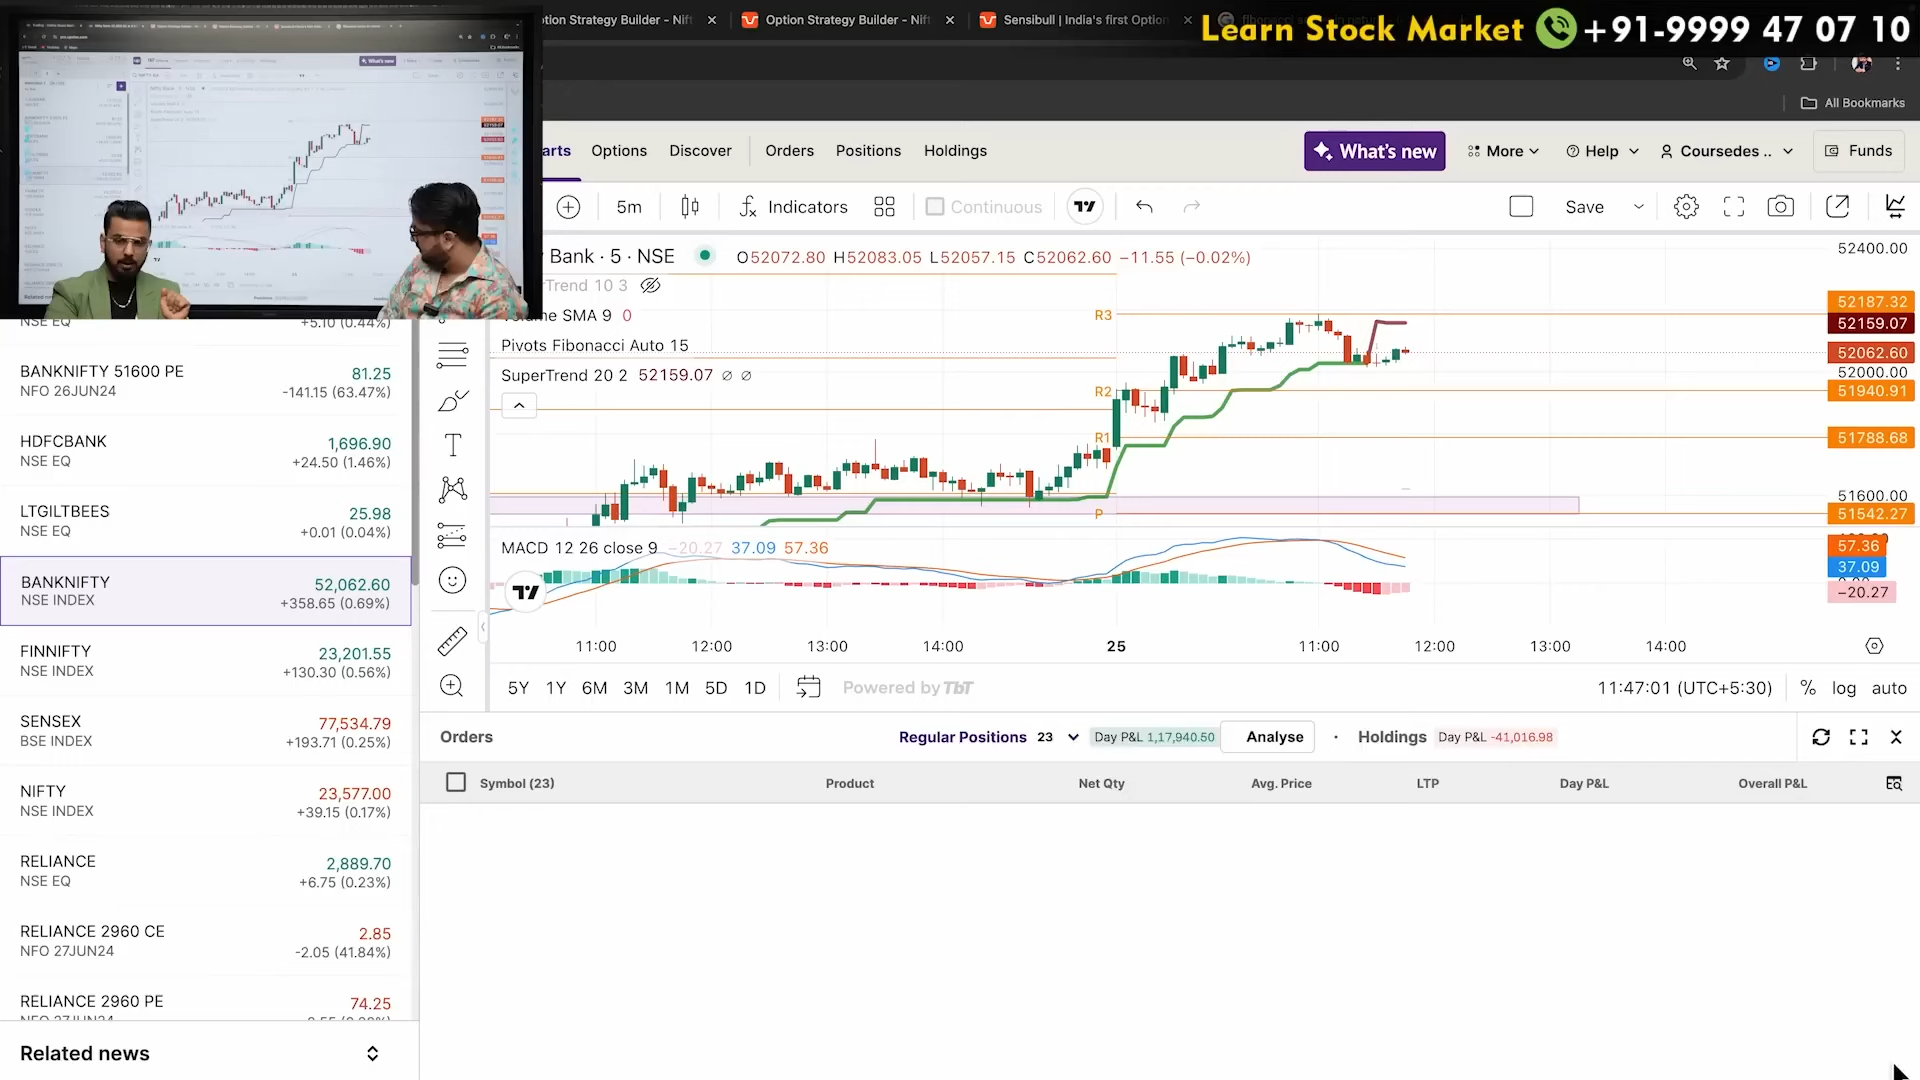 ption Strategy Builder - Nift
Option Strategy Builder - Nift
Sensibull | India's first Option
Learn Stock Market +91-9999 47 07 10
All Bookmarks
arts Options Discover Orders Positions Holdings
What's new More Help Coursedes .. Funds
5m Indicators Continuous Save
Bank · 5 · NSE O52072.80 H52083.05 L52057.15 C52062.60 −11.55 (−0.02%)
Trend 10 3
me SMA 9 0
Pivots Fibonacci Auto 15
SuperTrend 20 2 52159.07 ∅ ∅
R3
R2
R1
P
52400.00
52187.32
52159.07
52062.60
52000.00
51940.91
51788.68
51600.00
51542.27
MACD 12 26 close 9 −20.27 37.09 57.36
57.36
37.09
−20.27
11:00 12:00 13:00 14:00 25 11:00 12:00 13:00 14:00
5Y 1Y 6M 3M 1M 5D 1D Powered by TbT 11:47:01 (UTC+5:30) % log auto
NSE EQ +5.10 (0.44%)
BANKNIFTY 51600 PE 81.25
NFO 26JUN24 -141.15 (63.47%)
HDFCBANK 1,696.90
NSE EQ +24.50 (1.46%)
LTGILTBEES 25.98
NSE EQ +0.01 (0.04%)
BANKNIFTY 52,062.60
NSE INDEX +358.65 (0.69%)
FINNIFTY 23,201.55
NSE INDEX +130.30 (0.56%)
SENSEX 77,534.79
BSE INDEX +193.71 (0.25%)
NIFTY 23,577.00
NSE INDEX +39.15 (0.17%)
RELIANCE 2,889.70
NSE EQ +6.75 (0.23%)
RELIANCE 2960 CE 2.85
NFO 27JUN24 -2.05 (41.84%)
RELIANCE 2960 PE 74.25
NFO 27JUN24
Related news
Orders Regular Positions 23 Day P&L 1,17,940.50 Analyse · Holdings Day P&L -41,016.98
Symbol (23) Product Net Qty Avg. Price LTP Day P&L Overall P&L